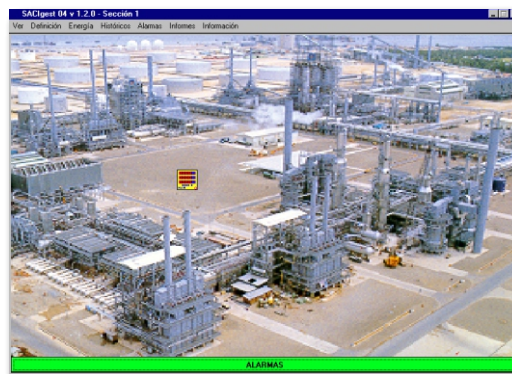 SACIgest 04 v 1.2.0 - Sección 1
Ver Definición Energía Históricos Alarmas Informes Información
ALARMAS